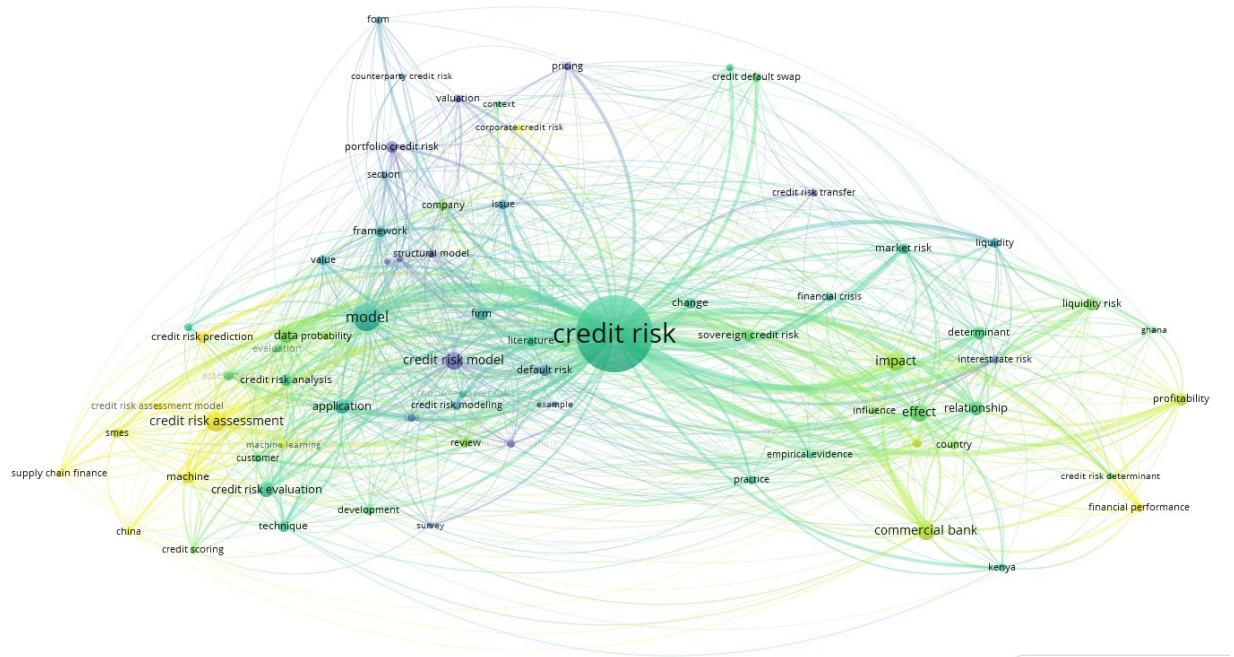 form
pricing
counterparty credit risk
credit default swap
valuation
context
corporate credit risk
portfolio credit risk
section
credit risk transfer
company
issue
framework
market risk
liquidity
structural model
value
financial crisis
change
liquidity risk
model
firm
credit risk
ghana
credit risk prediction
data
probability
literature
sovereign credit risk
determinant
evaluation
credit risk model
impact
interest rate risk
default risk
credit risk analysis
credit risk assessment model
application
credit risk modeling
example
influence
effect
relationship
profitability
credit risk assessment
smes
machine learning
review
country
customer
empirical evidence
supply chain finance
machine
practice
credit risk determinant
credit risk evaluation
development
financial performance
technique
survey
commercial bank
china
credit scoring
kenya